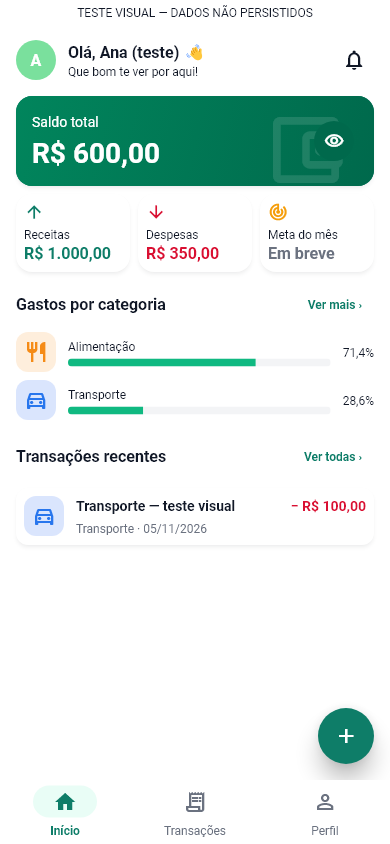 TESTE VISUAL — DADOS NÃO PERSISTIDOS
A
Olá, Ana (teste) 👋
Que bom te ver por aqui!
Saldo total
R$ 600,00
Receitas
R$ 1.000,00
Despesas
R$ 350,00
Meta do mês
Em breve
Gastos por categoria
Ver mais ›
Alimentação
71,4%
Transporte
28,6%
Transações recentes
Ver todas ›
Transporte — teste visual
− R$ 100,00
Transporte · 05/11/2026
Início
Transações
Perfil